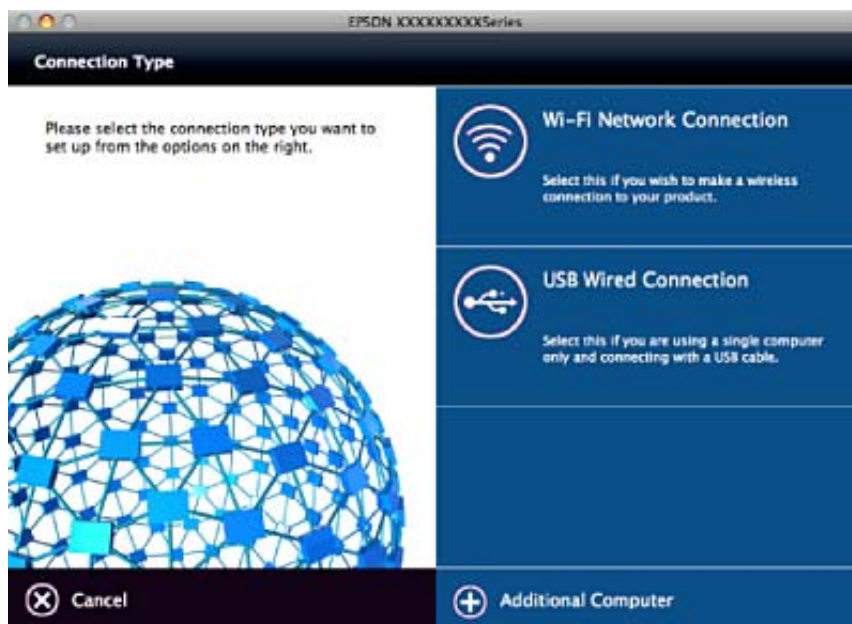 EPSON XXXXXXXXXSeries
Connection Type
Please select the connection type you want to
set up from the options on the right.
Wi-Fi Network Connection
Select this if you wish to make a wireless
connection to your product.
USB Wired Connection
Select this if you are using a single computer
only and connecting with a USB cable.
Cancel
Additional Computer